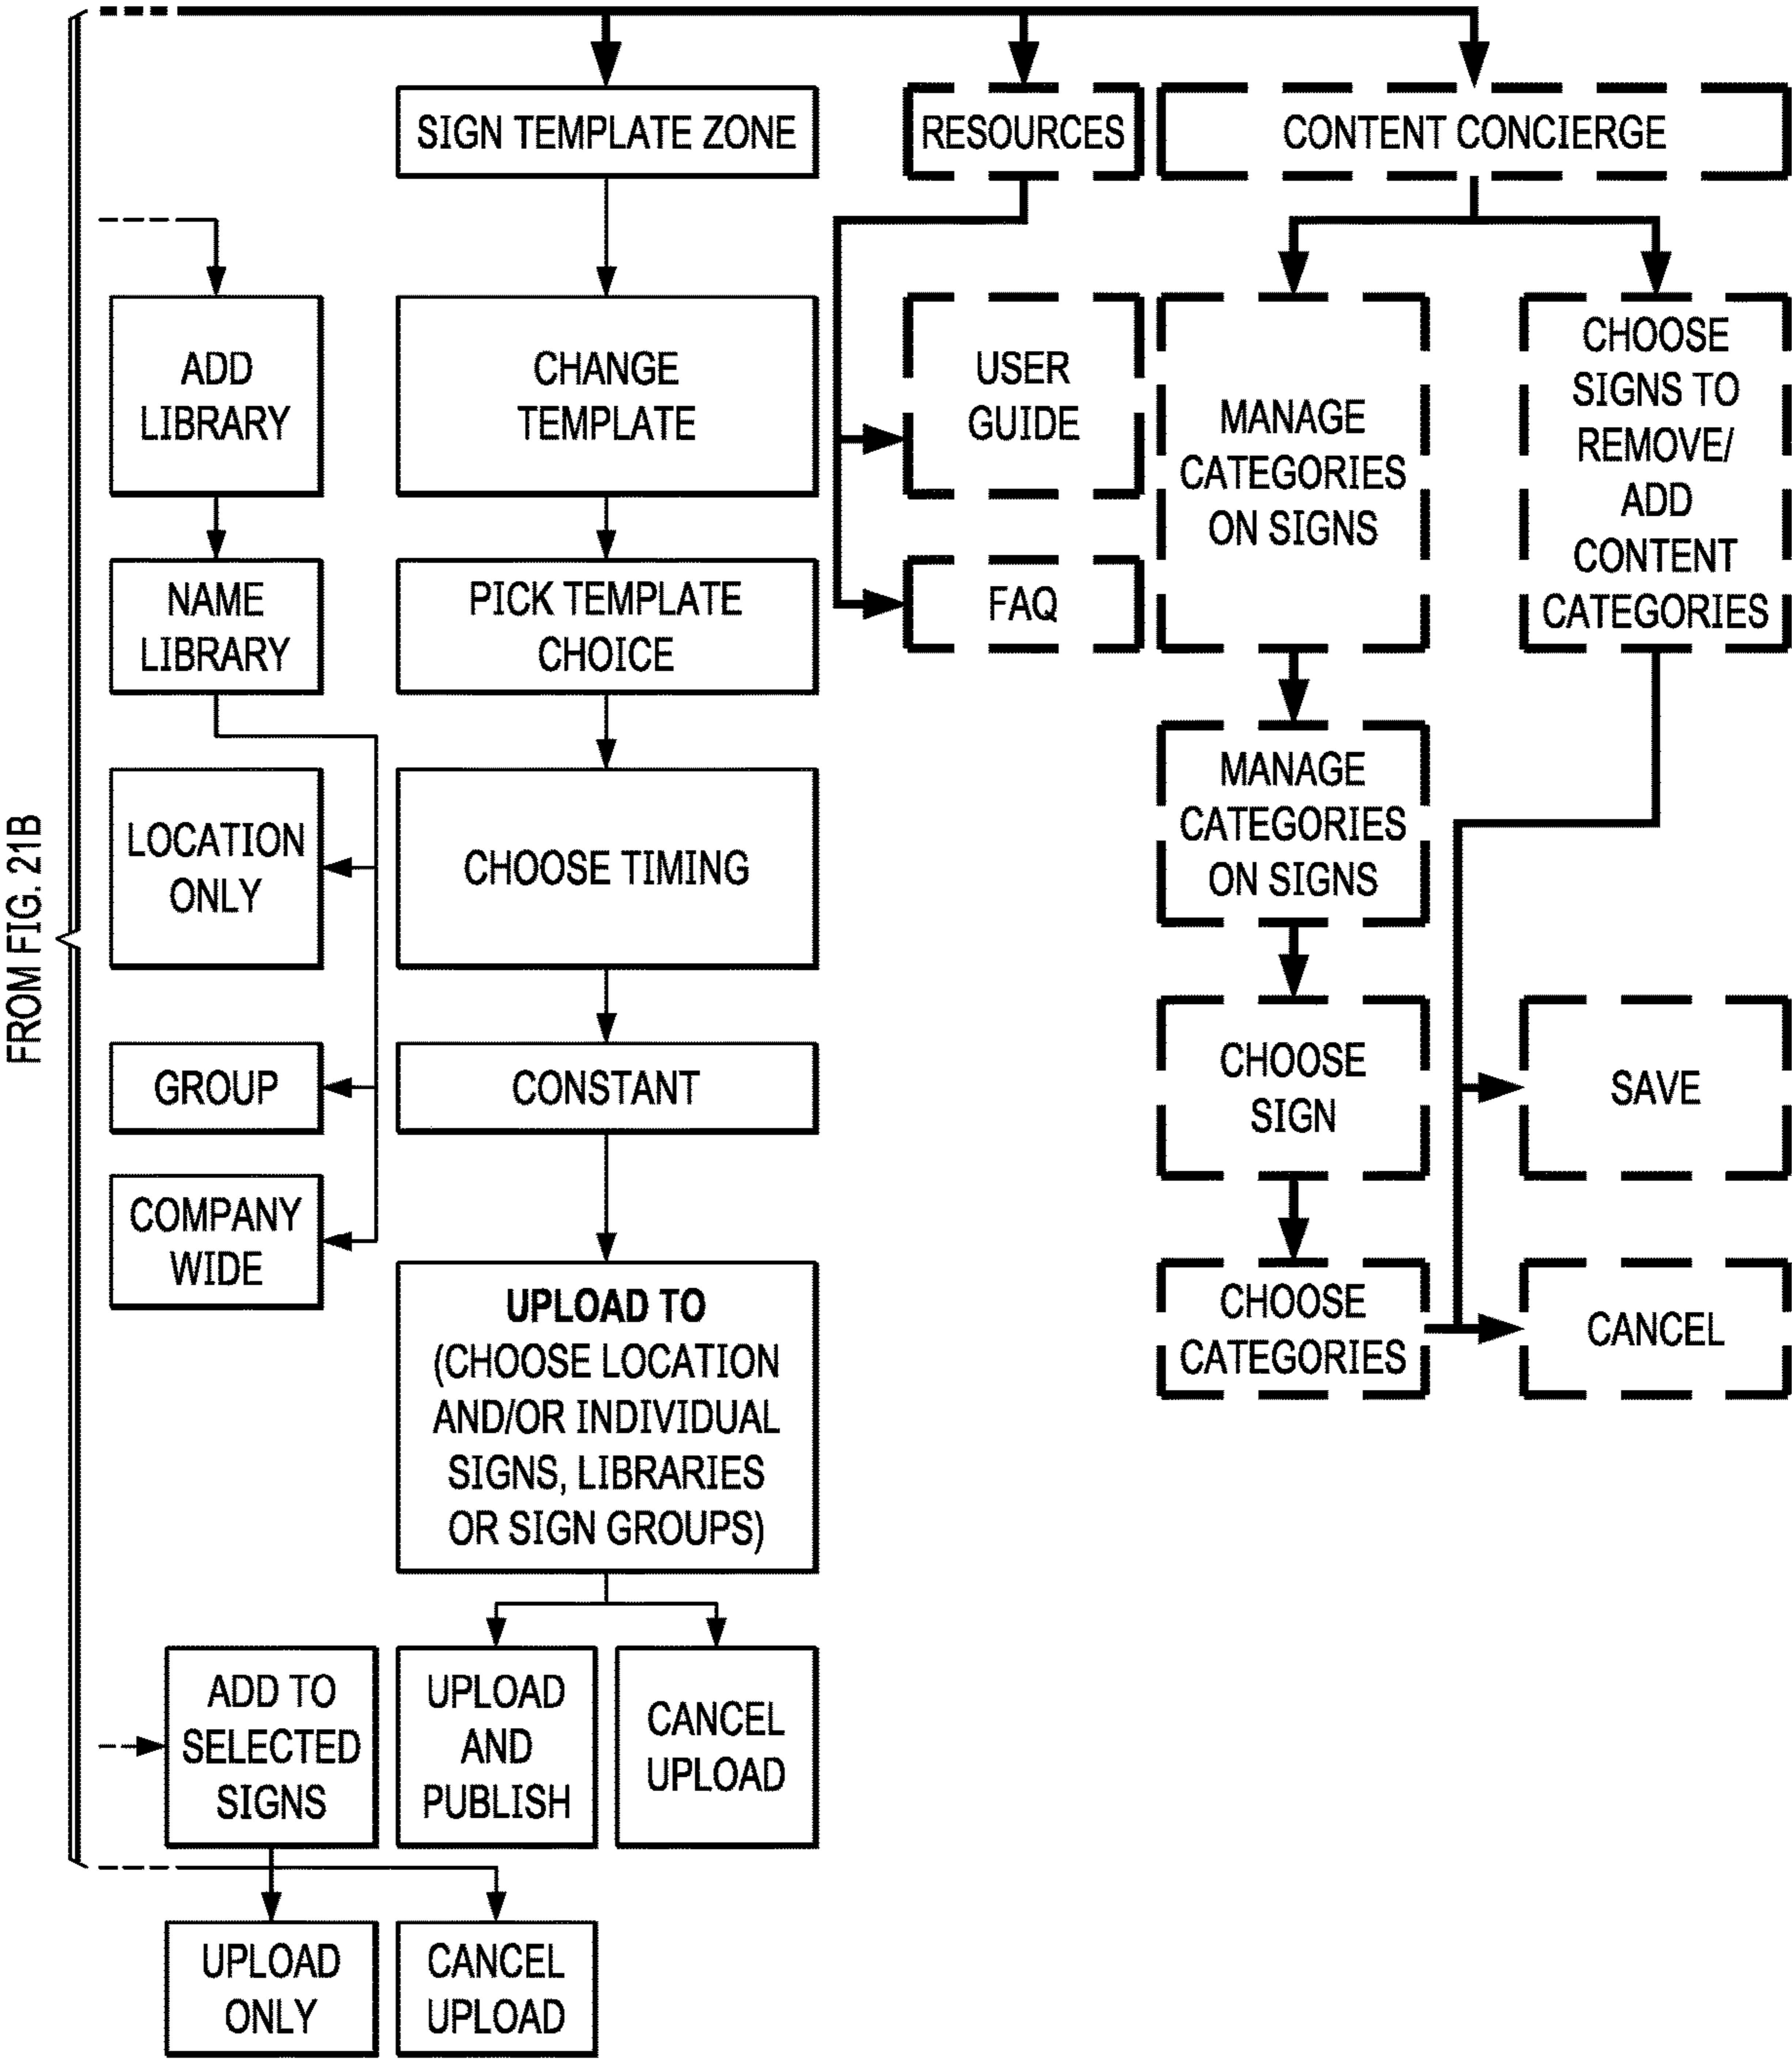 FROM FIG. 21B
SIGN TEMPLATE ZONE
RESOURCES
CONTENT CONCIERGE
ADD
LIBRARY
CHANGE
TEMPLATE
USER
GUIDE
MANAGE
CATEGORIES
ON SIGNS
CHOOSE
SIGNS TO
REMOVE/
ADD
CONTENT
CATEGORIES
NAME
LIBRARY
PICK TEMPLATE
CHOICE
FAQ
LOCATION
ONLY
CHOOSE TIMING
MANAGE
CATEGORIES
ON SIGNS
GROUP
CONSTANT
CHOOSE
SIGN
SAVE
COMPANY
WIDE
UPLOAD TO
(CHOOSE LOCATION
AND/OR INDIVIDUAL
SIGNS, LIBRARIES
OR SIGN GROUPS)
CHOOSE
CATEGORIES
CANCEL
ADD TO
SELECTED
SIGNS
UPLOAD
AND
PUBLISH
CANCEL
UPLOAD
UPLOAD
ONLY
CANCEL
UPLOAD